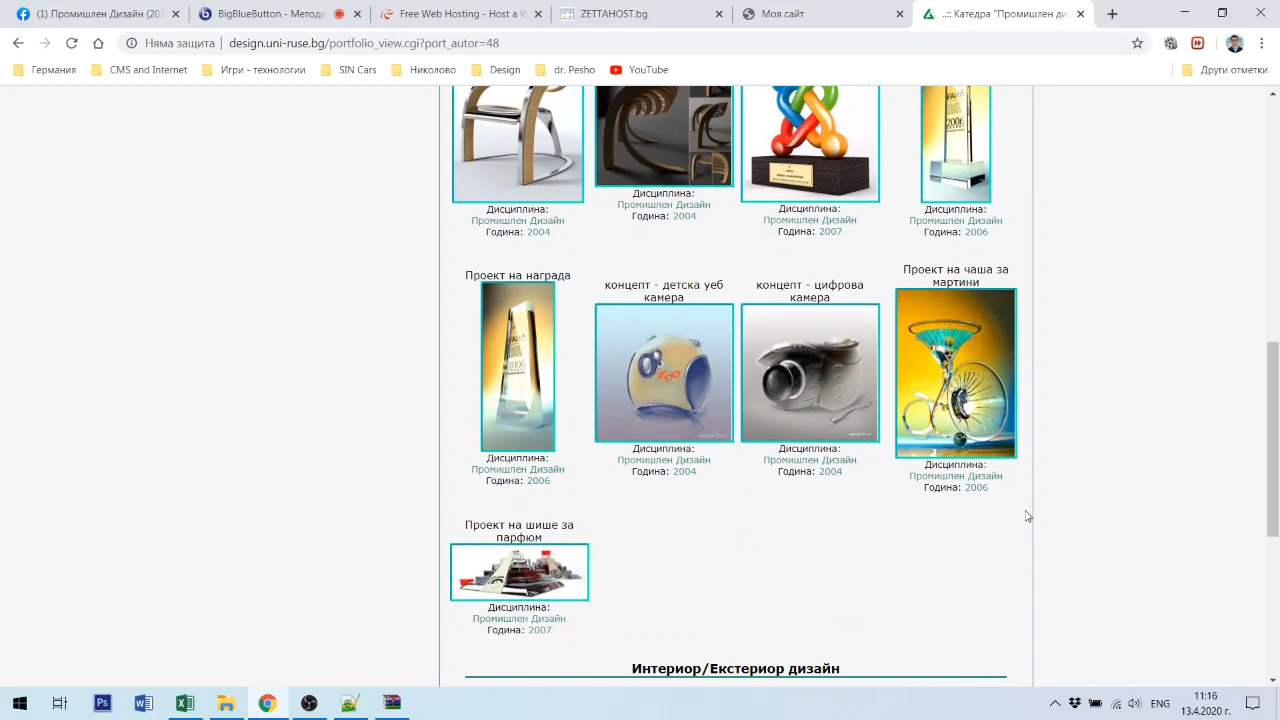 (1) Промишлен Дизайн (201
BigBlueButton - Методи
Free Web Hosting - Host a W
ZETTAHOST.bg
Моя сайт
.:: Катедра "Промишлен ди
Няма защита
design.uni-ruse.bg/portfolio_view.cgi?port_autor=48
Германия
CMS and Internet
Игри - технологии
SIN Cars
Николово
Design
dr. Pesho
YouTube
Други отметки
2006
Дисциплина:
Промишлен Дизайн
Година: 2004
Дисциплина:
Промишлен Дизайн
Година: 2004
Дисциплина:
Промишлен Дизайн
Година: 2007
Дисциплина:
Промишлен Дизайн
Година: 2006
Проект на награда
2006
Дисциплина:
Промишлен Дизайн
Година: 2006
концепт - детска уеб
камера
ZOO
Дисциплина:
Промишлен Дизайн
Година: 2004
концепт - цифрова
камера
Дисциплина:
Промишлен Дизайн
Година: 2004
Проект на чаша за
мартини
Дисциплина:
Промишлен Дизайн
Година: 2006
Проект на шише за
парфюм
Дисциплина:
Промишлен Дизайн
Година: 2007
Интериор/Екстериор дизайн
ENG
11:16
13.4.2020 г.